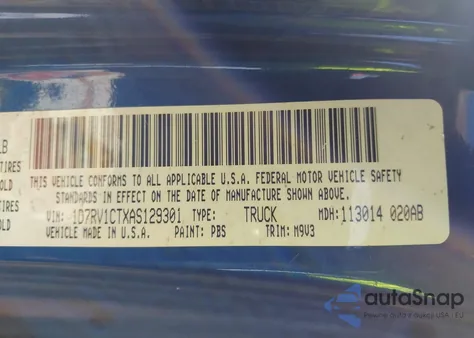 LB
TIRES
OLD
TIRES
OLD
THIS VEHICLE CONFORMS TO ALL APPLICABLE U.S.A. FEDERAL MOTOR VEHICLE SAFETY
STANDARDS IN EFFECT ON THE DATE OF MANUFACTURE SHOWN ABOVE.
VIN: 1D7RV1CTXAS129301 TYPE: TRUCK MDH: 113014 020AB
VEHICLE MADE IN U.S.A. PAINT: PBS TRIM: M9V3
autoSnap